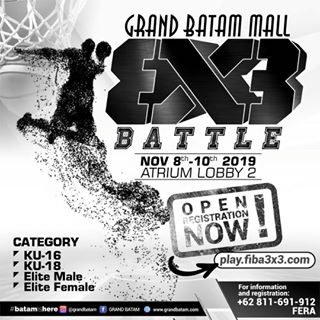 GRAND BATAM MALL
3X3
BATTLE
NOV 8th-10th 2019
ATRIUM LOBBY 2
OPEN
REGISTRATION
NOW!
play.fiba3x3.com
CATEGORY
KU-16
KU-18
Elite Male
Elite Female
For information
and registration:
+62 811-691-912
FERA
#batamishere
@grandbatam
GRAND BATAM
www.grandbatam.com